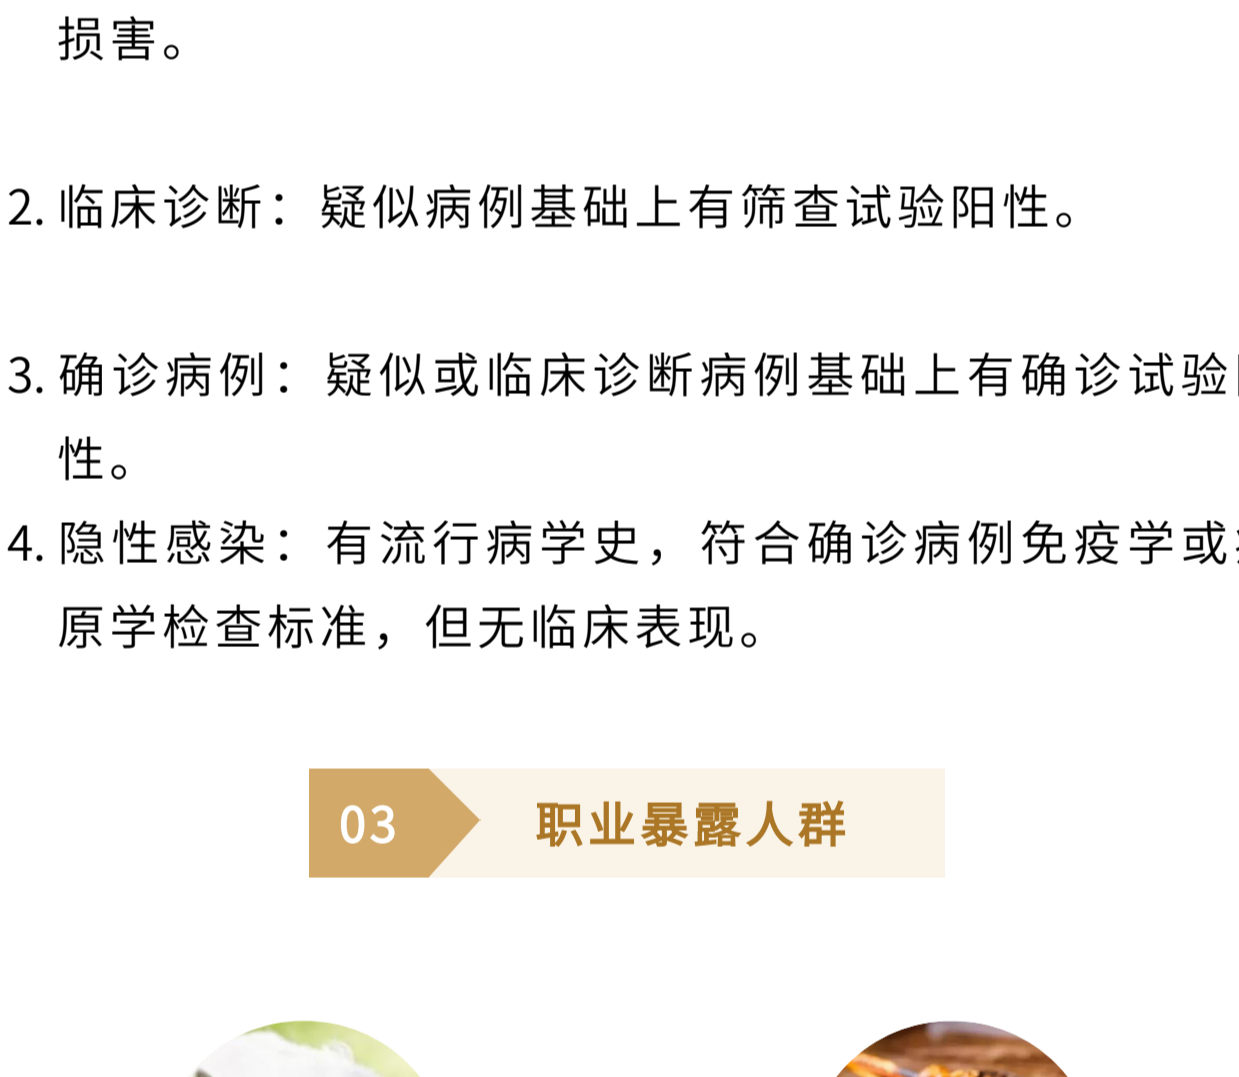 损害。
2. 临床诊断：疑似病例基础上有筛查试验阳性。
3. 确诊病例：疑似或临床诊断病例基础上有确诊试验
性。
4. 隐性感染：有流行病学史，符合确诊病例免疫学或
原学检查标准，但无临床表现。
03 职业暴露人群